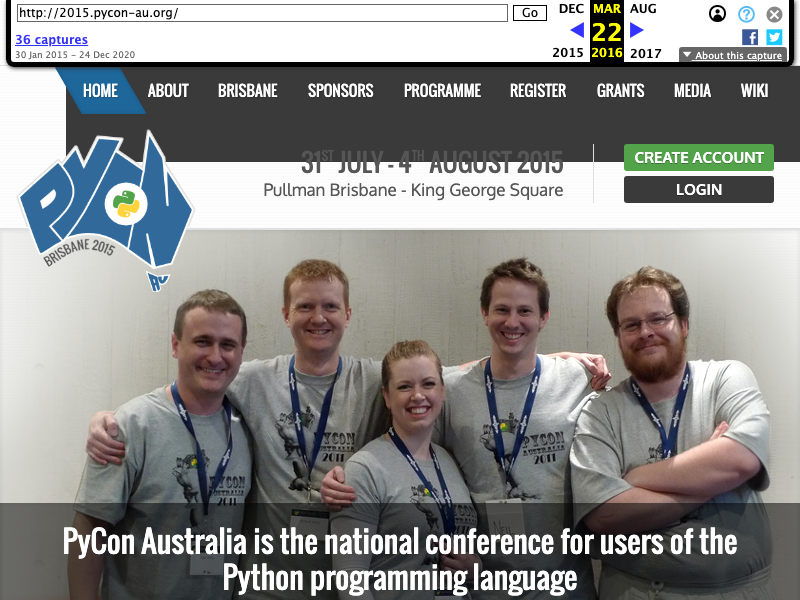 http://2015.pycon-au.org/
Go
DEC MAR AUG
36 captures
22
30 Jan 2015 – 24 Dec 2020
2015 2016 2017
About this capture
HOME ABOUT BRISBANE SPONSORS PROGRAMME REGISTER GRANTS MEDIA WIKI
31ST JULY - 4TH AUGUST 2015
CREATE ACCOUNT
Pullman Brisbane - King George Square
LOGIN
PYCON
AU
BRISBANE 2015
PYCON
AUSTRALIA
2011
PYCON
AUSTRALIA
2011
PYCON
AUSTRALIA
2011
PyCon Australia is the national conference for users of the
Python programming language